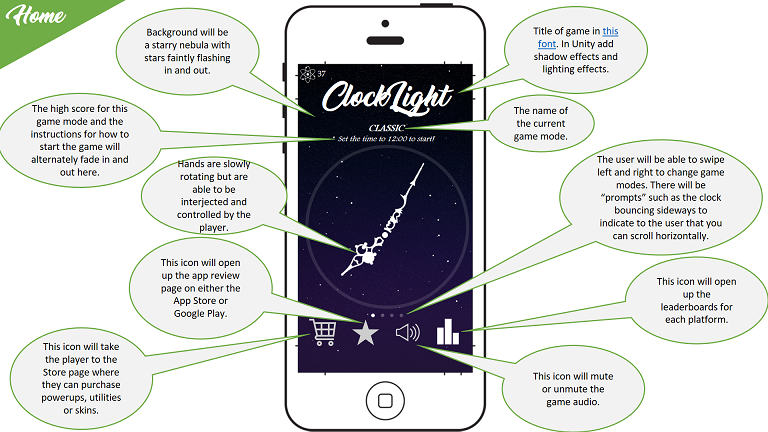 Home
Background will be
a starry nebula with
stars faintly flashing
in and out.
Title of game in this
font. In Unity add
shadow effects and
lighting effects.
37
ClockLight
CLASSIC
Set the time to 12:00 to start!
The high score for this
game mode and the
instructions for how to
start the game will
alternately fade in and
out here.
The name of
the current
game mode.
Hands are slowly
rotating but are
able to be
interjected and
controlled by the
player.
The user will be able to swipe
left and right to change game
modes. There will be
“prompts” such as the clock
bouncing sideways to
indicate to the user that you
can scroll horizontally.
This icon will open
up the app review
page on either the
App Store or
Google Play.
This icon will open
up the
leaderboards for
each platform.
This icon will take
the player to the
Store page where
they can purchase
powerups, utilities
or skins.
This icon will mute
or unmute the
game audio.